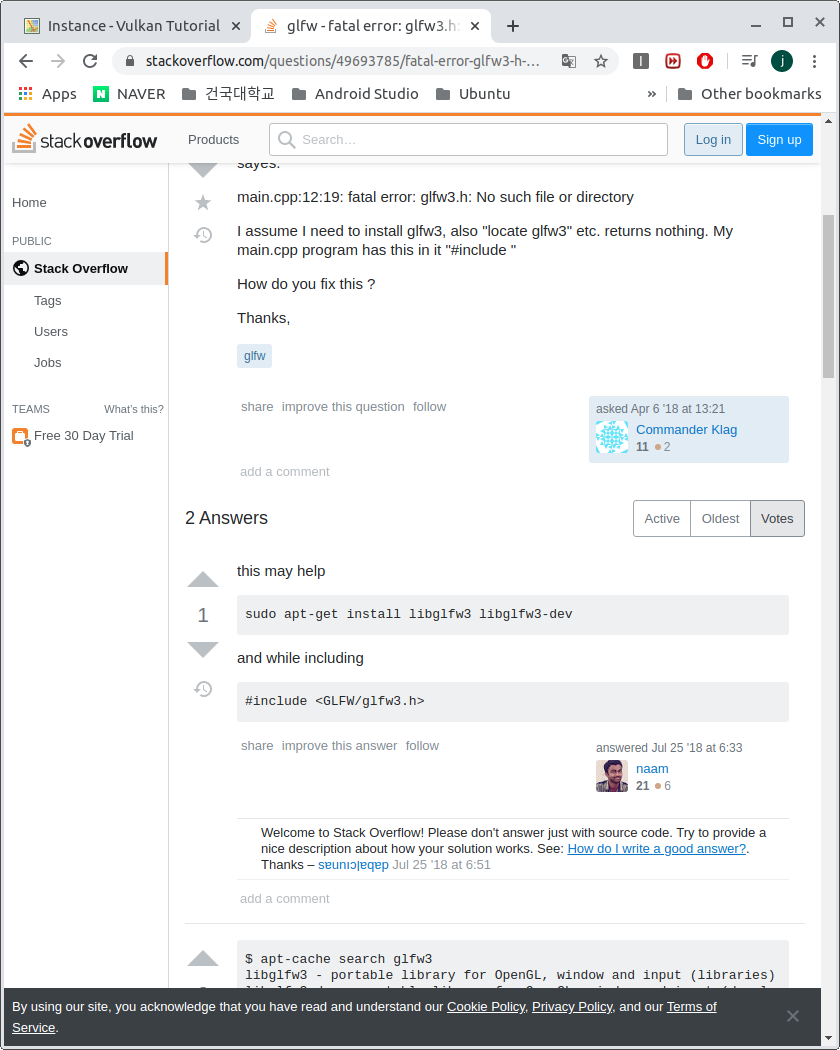 Instance - Vulkan Tutorial
glfw - fatal error: glfw3.h:
stackoverflow.com/questions/49693785/fatal-error-glfw3-h-...
j
Apps
NAVER
건국대학교
Android Studio
Ubuntu
»
Other bookmarks
stackoverflow
Products
Search…
Log in
Sign up
sayes:
Home
PUBLIC
Stack Overflow
Tags
Users
Jobs
TEAMS What's this?
Free 30 Day Trial
main.cpp:12:19: fatal error: glfw3.h: No such file or directory
I assume I need to install glfw3, also "locate glfw3" etc. returns nothing. My
main.cpp program has this in it "#include "
How do you fix this ?
Thanks,
glfw
share improve this question follow
asked Apr 6 '18 at 13:21
Commander Klag
11 2
add a comment
2 Answers
Active Oldest Votes
this may help
1
sudo apt-get install libglfw3 libglfw3-dev
and while including
#include <GLFW/glfw3.h>
share improve this answer follow
answered Jul 25 '18 at 6:33
naam
21 6
Welcome to Stack Overflow! Please don't answer just with source code. Try to provide a
nice description about how your solution works. See: How do I write a good answer?.
Thanks – sɐunıɔןɐqɐp Jul 25 '18 at 6:51
add a comment
$ apt-cache search glfw3
libglfw3 - portable library for OpenGL, window and input (libraries)
By using our site, you acknowledge that you have read and understand our Cookie Policy, Privacy Policy, and our Terms of
Service.